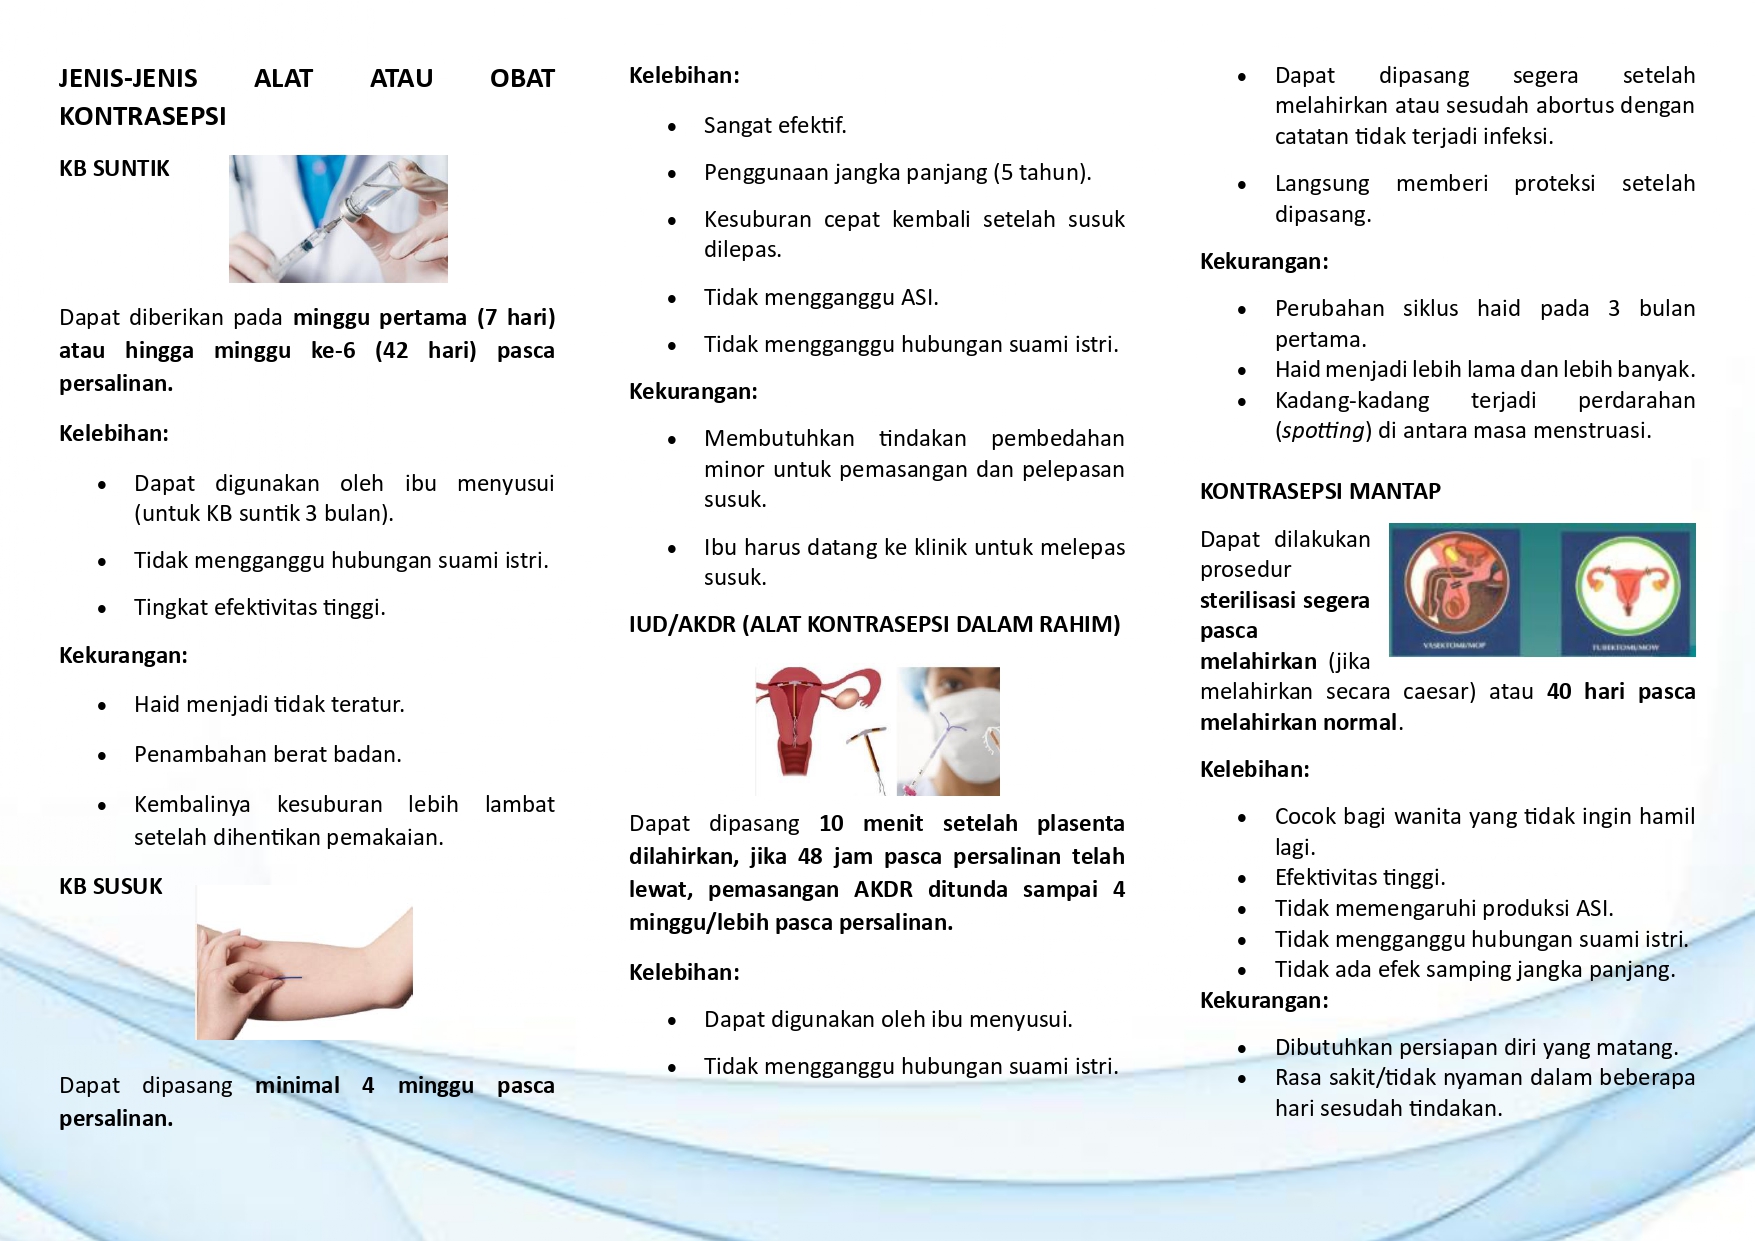 JENIS-JENIS ALAT ATAU OBAT
KONTRASEPSI
KB SUNTIK
Dapat diberikan pada minggu pertama (7 hari)
atau hingga minggu ke-6 (42 hari) pasca
persalinan.
Kelebihan:
• Dapat digunakan oleh ibu menyusui
(untuk KB suntik 3 bulan).
• Tidak mengganggu hubungan suami istri.
• Tingkat efektivitas tinggi.
Kekurangan:
• Haid menjadi tidak teratur.
• Penambahan berat badan.
• Kembalinya kesuburan lebih lambat
setelah dihentikan pemakaian.
KB SUSUK
Dapat dipasang minimal 4 minggu pasca
persalinan.
Kelebihan:
• Sangat efektif.
• Penggunaan jangka panjang (5 tahun).
• Kesuburan cepat kembali setelah susuk
dilepas.
• Tidak mengganggu ASI.
• Tidak mengganggu hubungan suami istri.
Kekurangan:
• Membutuhkan tindakan pembedahan
minor untuk pemasangan dan pelepasan
susuk.
• Ibu harus datang ke klinik untuk melepas
susuk.
IUD/AKDR (ALAT KONTRASEPSI DALAM RAHIM)
Dapat dipasang 10 menit setelah plasenta
dilahirkan, jika 48 jam pasca persalinan telah
lewat, pemasangan AKDR ditunda sampai 4
minggu/lebih pasca persalinan.
Kelebihan:
• Dapat digunakan oleh ibu menyusui.
• Tidak mengganggu hubungan suami istri.
• Dapat dipasang segera setelah
melahirkan atau sesudah abortus dengan
catatan tidak terjadi infeksi.
• Langsung memberi proteksi setelah
dipasang.
Kekurangan:
• Perubahan siklus haid pada 3 bulan
pertama.
• Haid menjadi lebih lama dan lebih banyak.
• Kadang-kadang terjadi perdarahan
(spotting) di antara masa menstruasi.
KONTRASEPSI MANTAP
Dapat dilakukan
prosedur
sterilisasi segera
pasca
melahirkan (jika
VASEKTOMI/MOP
TUBEKTOMI/MOW
melahirkan secara caesar) atau 40 hari pasca
melahirkan normal.
Kelebihan:
• Cocok bagi wanita yang tidak ingin hamil
lagi.
• Efektivitas tinggi.
• Tidak memengaruhi produksi ASI.
• Tidak mengganggu hubungan suami istri.
• Tidak ada efek samping jangka panjang.
Kekurangan:
• Dibutuhkan persiapan diri yang matang.
• Rasa sakit/tidak nyaman dalam beberapa
hari sesudah tindakan.